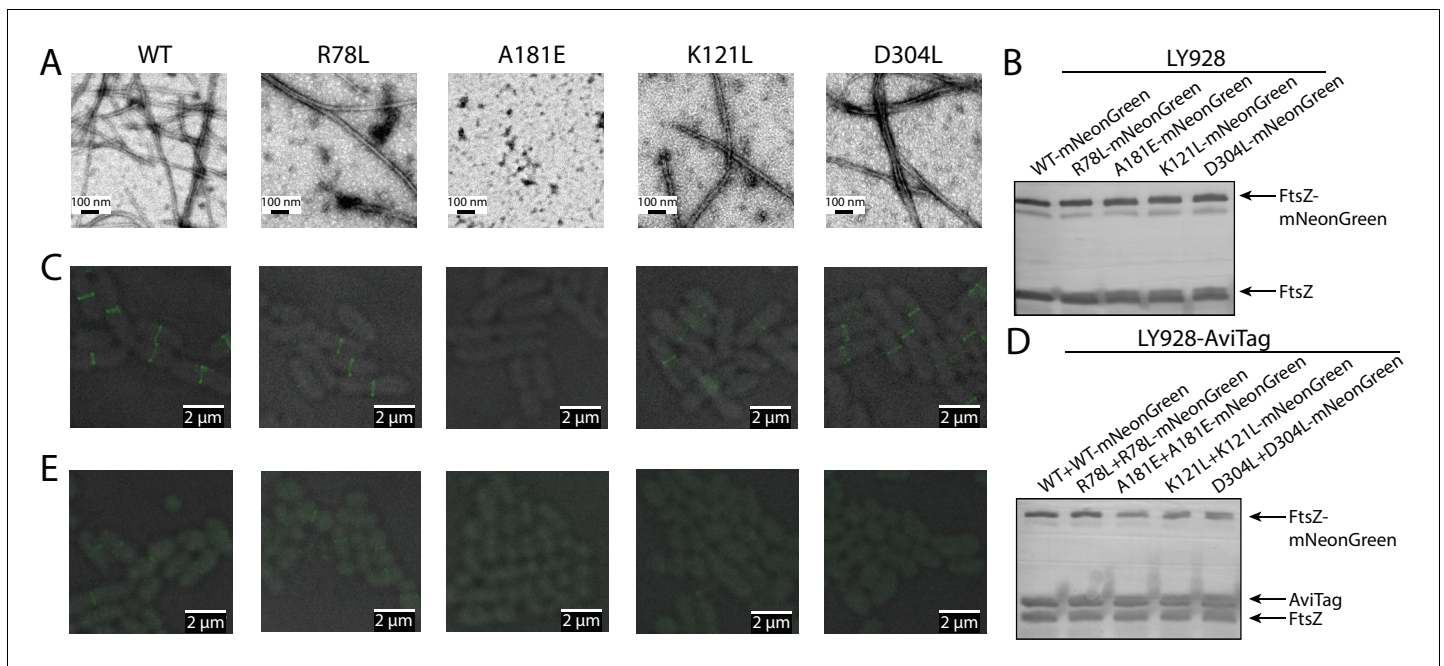 A
WT
R78L
A181E
K121L
D304L
100 nm
100 nm
100 nm
100 nm
100 nm
B
LY928
WT-mNeonGreen
R78L-mNeonGreen
A181E-mNeonGreen
K121L-mNeonGreen
D304L-mNeonGreen
FtsZ-
mNeonGreen
FtsZ
C
2 µm
2 µm
2 µm
2 µm
2 µm
D
LY928-AviTag
WT+WT-mNeonGreen
R78L+R78L-mNeonGreen
A181E+A181E-mNeonGreen
K121L+K121L-mNeonGreen
D304L+D304L-mNeonGreen
FtsZ-
mNeonGreen
AviTag
FtsZ
E
2 µm
2 µm
2 µm
2 µm
2 µm